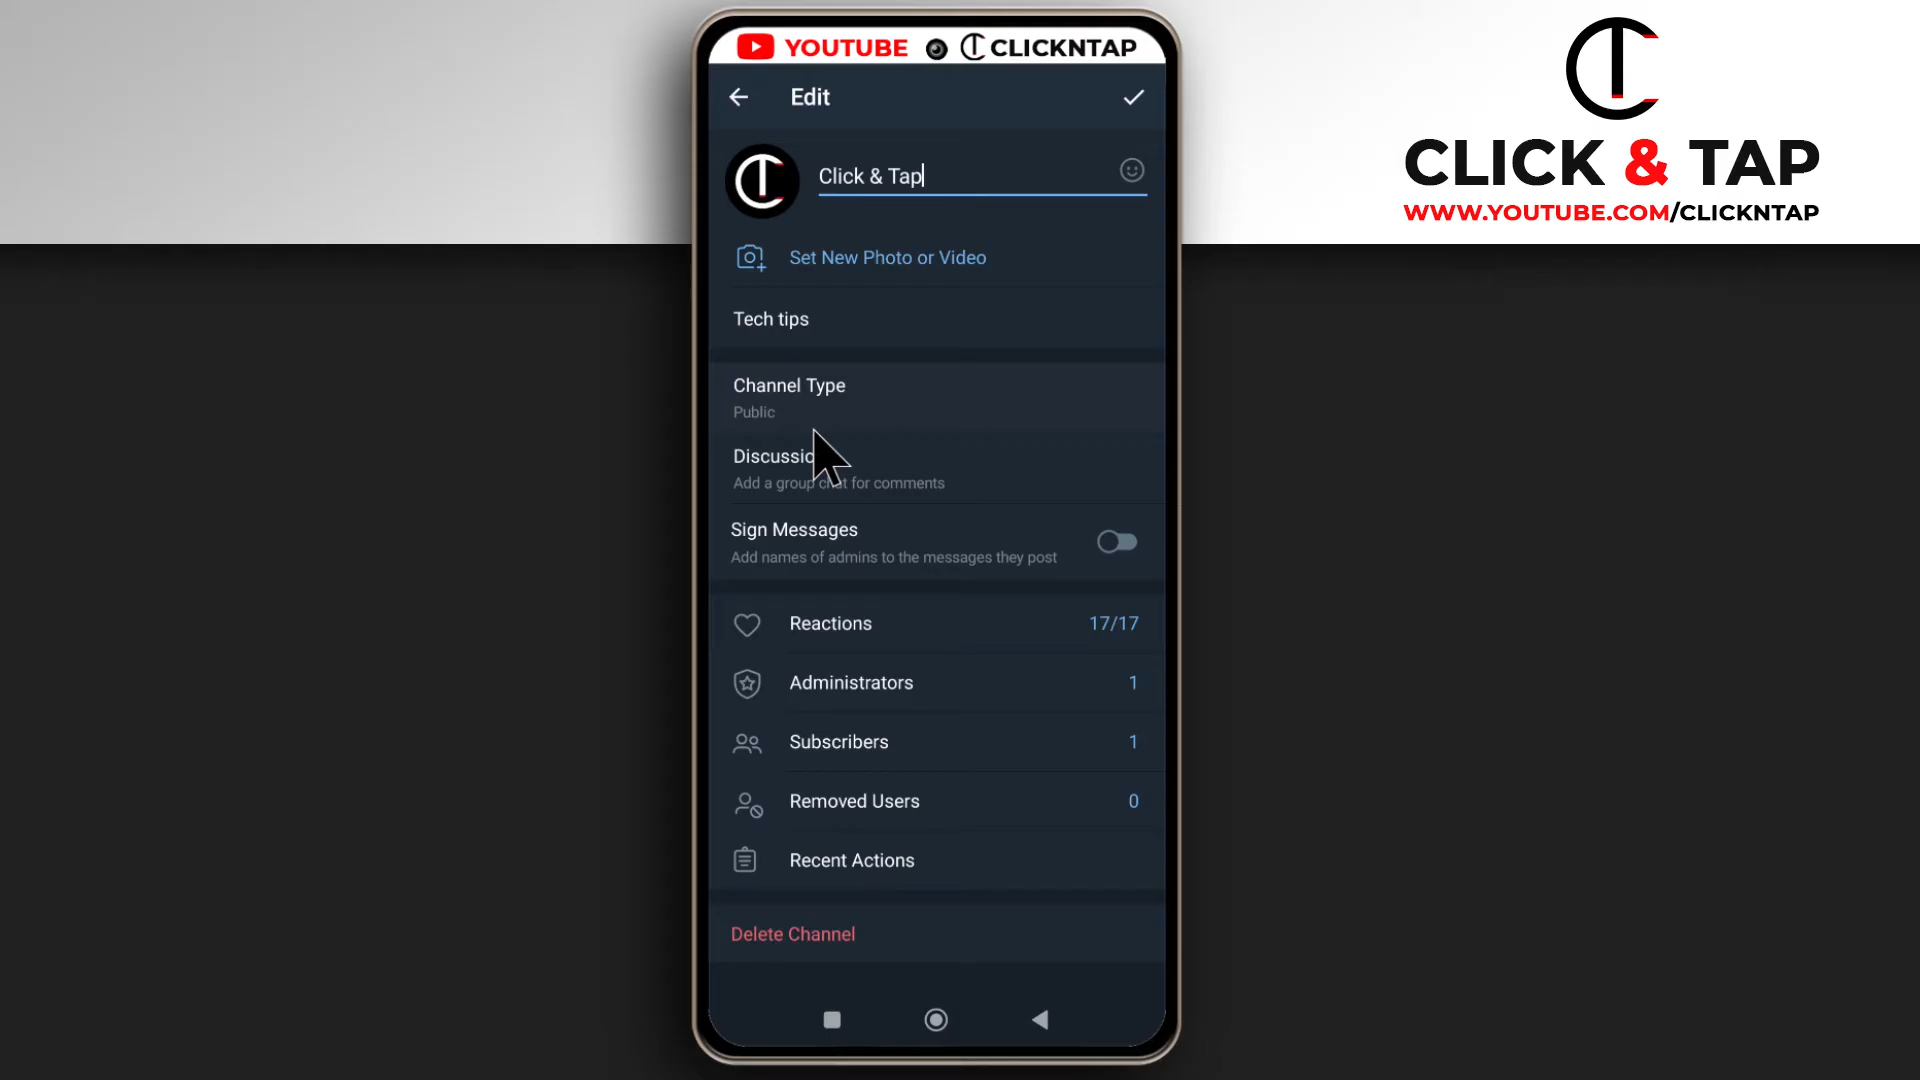 YOUTUBE CLICKNTAP
Edit
Click & Tap
Set New Photo or Video
Tech tips
Channel Type
Public
Discussio
Add a group chat for comments
Sign Messages
Add names of admins to the messages they post
Reactions 17/17
Administrators 1
Subscribers 1
Removed Users 0
Recent Actions
Delete Channel
CLICK & TAP
WWW.YOUTUBE.COM/CLICKNTAP